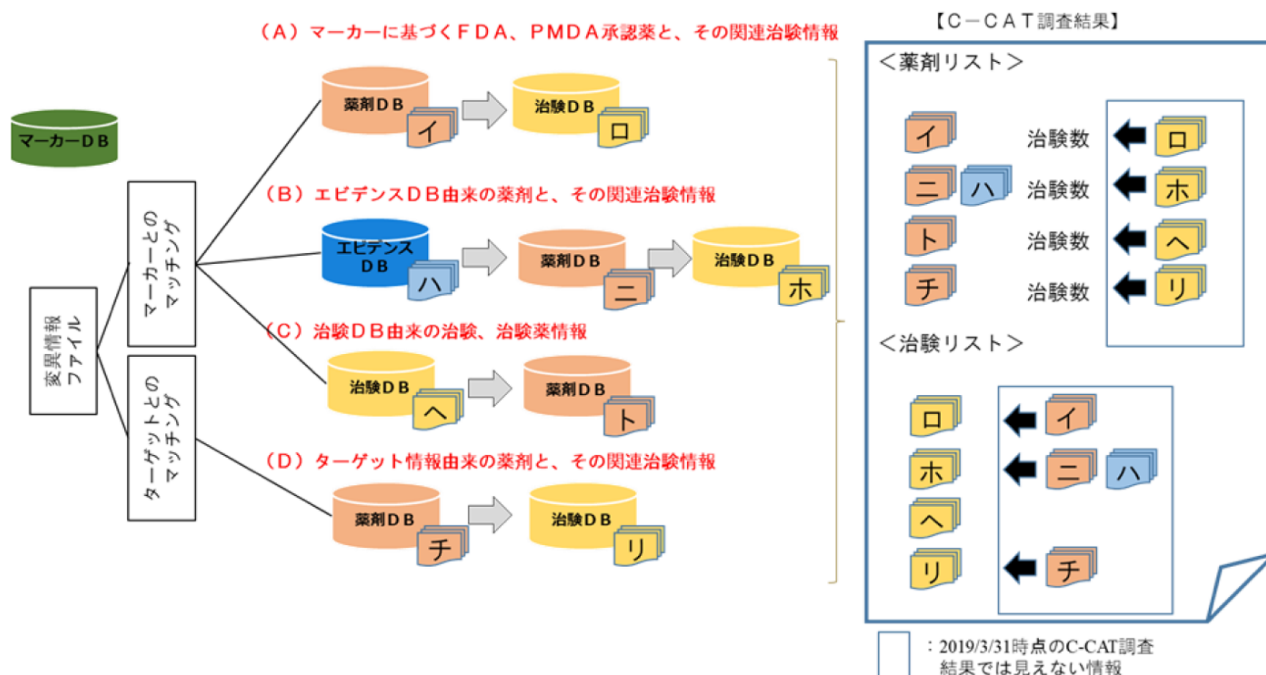 【C－CAT調査結果】
（A）マーカーに基づくＦＤＡ、ＰＭＤＡ承認薬と、その関連治験情報
＜薬剤リスト＞
薬剤ＤＢ
イ
治験ＤＢ
ロ
マーカーＤＢ
イ
治験数
ロ
（B）エビデンスＤＢ由来の薬剤と、その関連治験情報
ニ
ハ
治験数
ホ
エビデンス
ＤＢ
ハ
薬剤ＤＢ
ニ
治験ＤＢ
ホ
ト
治験数
ヘ
チ
治験数
リ
マーカーとの
マッチング
変異情報
ファイル
ターゲットとの
マッチング
（C）治験ＤＢ由来の治験、治験薬情報
＜治験リスト＞
治験ＤＢ
ヘ
薬剤ＤＢ
ト
ロ
イ
（D）ターゲット情報由来の薬剤と、その関連治験情報
ホ
ニ
ハ
薬剤ＤＢ
チ
治験ＤＢ
リ
ヘ
リ
チ
：2019/3/31時点のC-CAT調査
結果では見えない情報